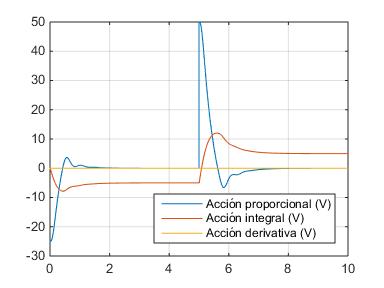 50
40
30
20
10
0
-10
-20
-30
Acción proporcional (V)
Acción integral (V)
Acción derivativa (V)
0 2 4 6 8 10